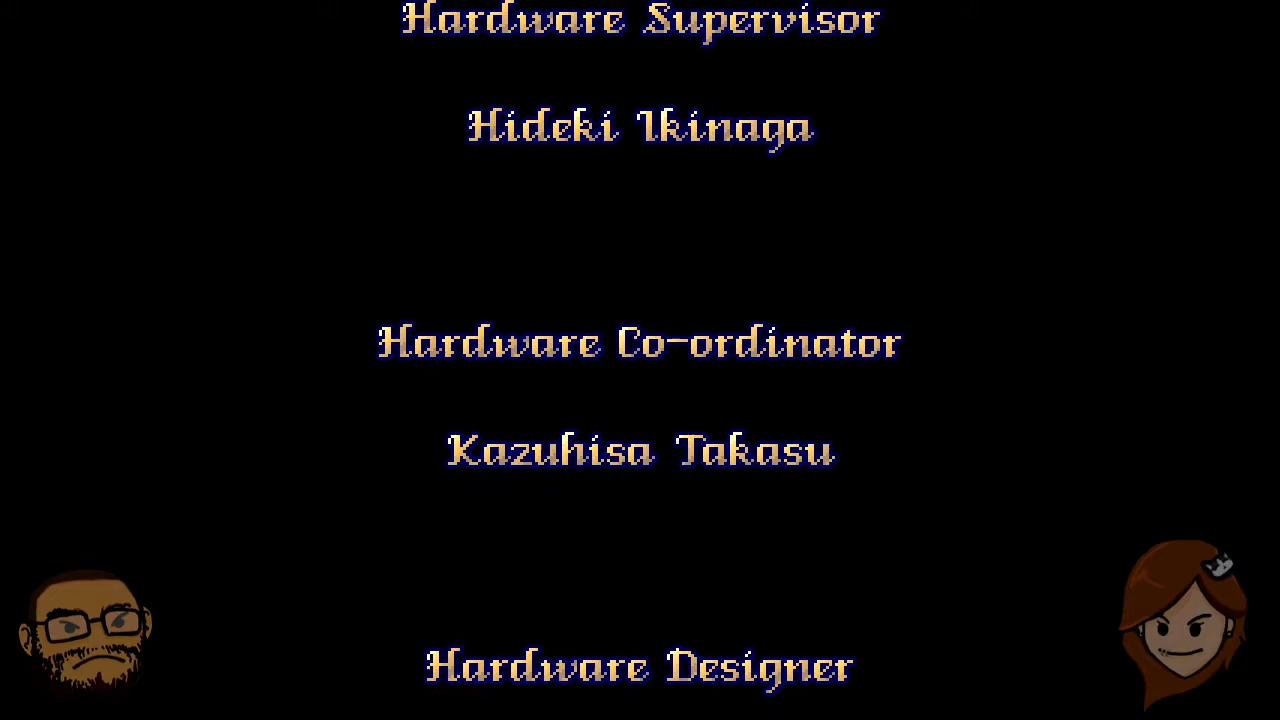 Hardware Supervisor
Hideki Ikinaga
Hardware Co-ordinator
Kazuhisa Takasu
Hardware Designer